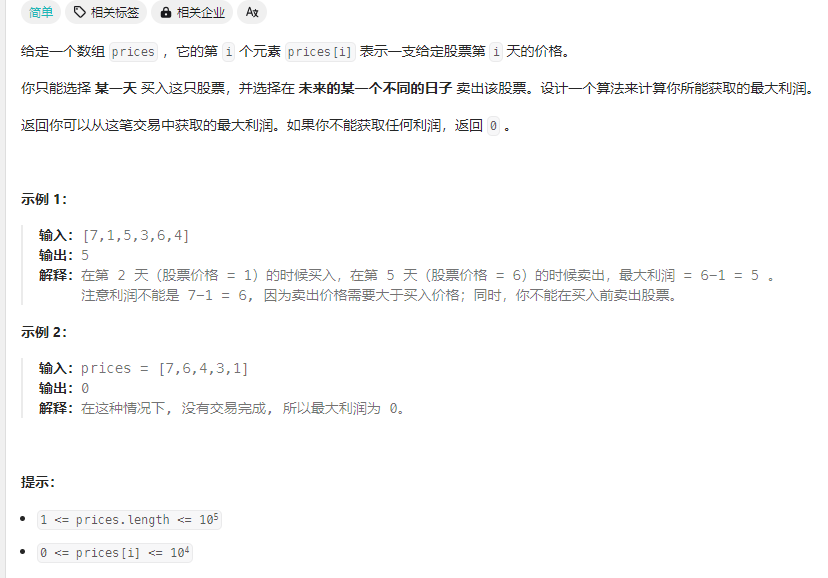 简单 相关标签 相关企业 Aあ
给定一个数组 prices ，它的第 i 个元素 prices[i] 表示一支给定股票第 i 天的价格。
你只能选择 某一天 买入这只股票，并选择在 未来的某一个不同的日子 卖出该股票。设计一个算法来计算你所能获取的最大利润。
返回你可以从这笔交易中获取的最大利润。如果你不能获取任何利润，返回 0 。
示例 1：
输入：[7,1,5,3,6,4]
输出：5
解释：在第 2 天（股票价格 = 1）的时候买入，在第 5 天（股票价格 = 6）的时候卖出，最大利润 = 6-1 = 5 。
注意利润不能是 7-1 = 6, 因为卖出价格需要大于买入价格；同时，你不能在买入前卖出股票。
示例 2：
输入：prices = [7,6,4,3,1]
输出：0
解释：在这种情况下, 没有交易完成, 所以最大利润为 0。
提示：
• 1 <= prices.length <= 10⁵
• 0 <= prices[i] <= 10⁴